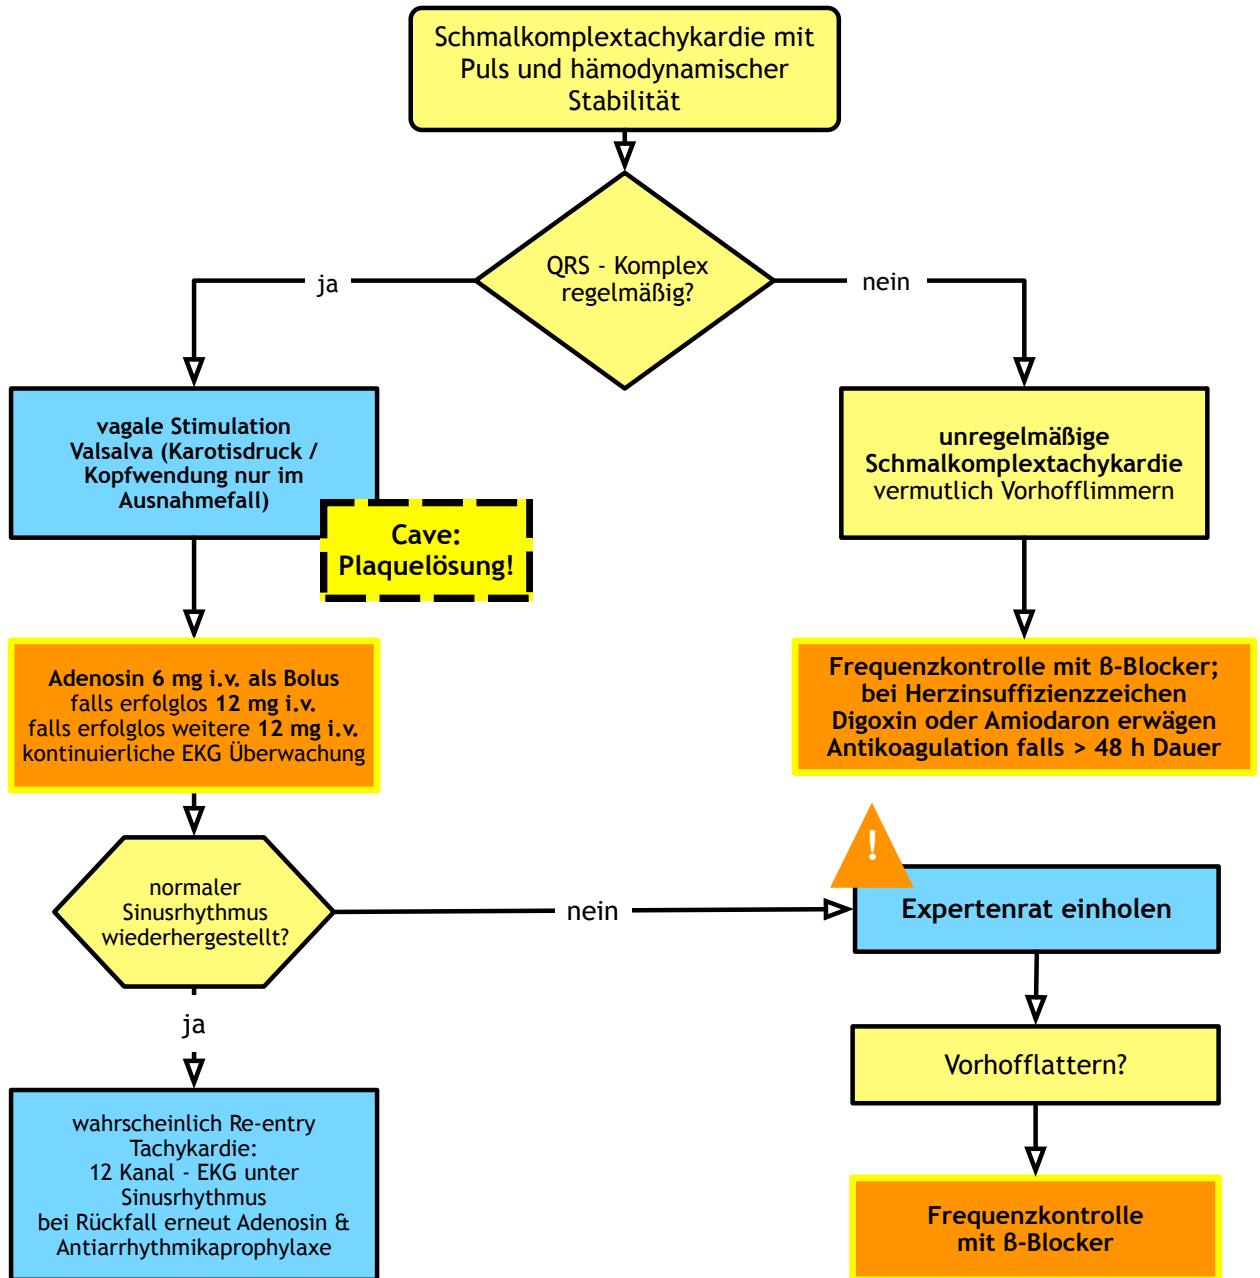 Schmalkomplextachykardie mit
Puls und hämodynamischer
Stabilität
QRS - Komplex
regelmäßig?
ja
nein
vagale Stimulation
Valsalva (Karotisdruck /
Kopfwendung nur im
Ausnahmefall)
Cave:
Plaquelösung!
unregelmäßige
Schmalkomplextachykardie
vermutlich Vorhofflimmern
Adenosin 6 mg i.v. als Bolus
falls erfolglos 12 mg i.v.
falls erfolglos weitere 12 mg i.v.
kontinuierliche EKG Überwachung
Frequenzkontrolle mit ß-Blocker;
bei Herzinsuffizienzzeichen
Digoxin oder Amiodaron erwägen
Antikoagulation falls > 48 h Dauer
normaler
Sinusrhythmus
wiederhergestellt?
nein
!
Expertenrat einholen
ja
Vorhofflattern?
wahrscheinlich Re-entry
Tachykardie:
12 Kanal - EKG unter
Sinusrhythmus
bei Rückfall erneut Adenosin &
Antiarrhythmikaprophylaxe
Frequenzkontrolle
mit ß-Blocker